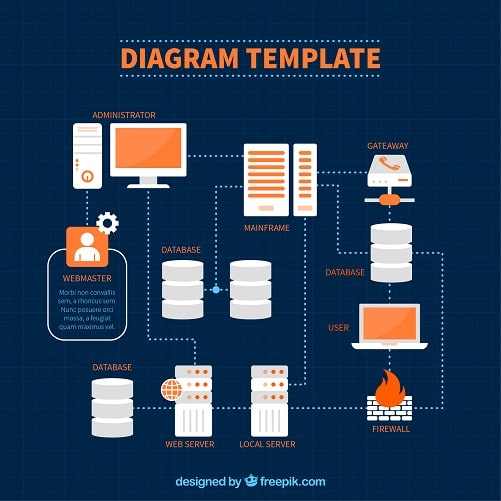 DIAGRAM TEMPLATE
ADMINISTRATOR
GATEAWAY
MAINFRAME
DATABASE
DATABASE
WEBMASTER
Morbi non convallis
sem, a rhoncus sem.
Nunc posuere orci
massa, a feugiat
quam maximus vel.
USER
DATABASE
WEB SERVER
LOCAL SERVER
FIREWALL
designed by freepik.com